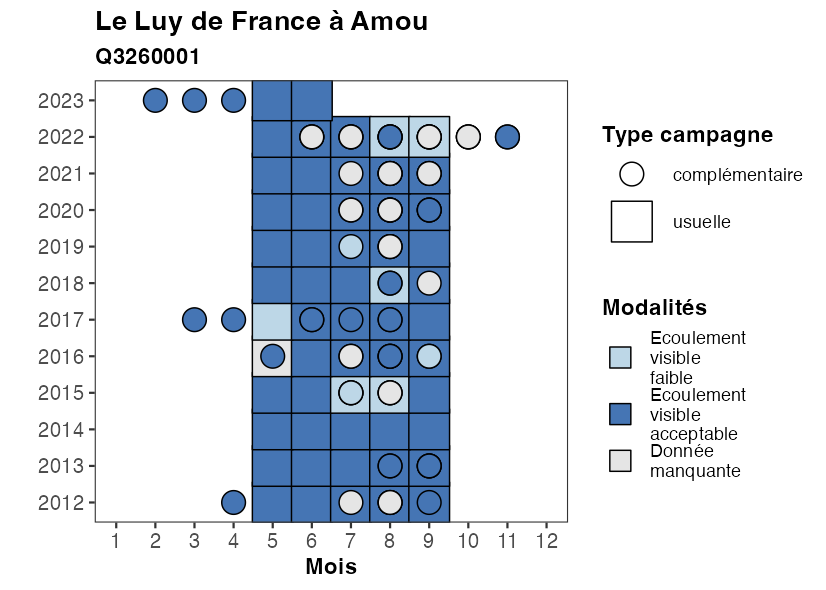 Le Luy de France à Amou
Q3260001
2023
2022
2021
2020
2019
2018
2017
2016
2015
2014
2013
2012
1 2 3 4 5 6 7 8 9 10 11 12
Mois
Type campagne
complémentaire
usuelle
Modalités
Ecoulement
visible
faible
Ecoulement
visible
acceptable
Donnée
manquante